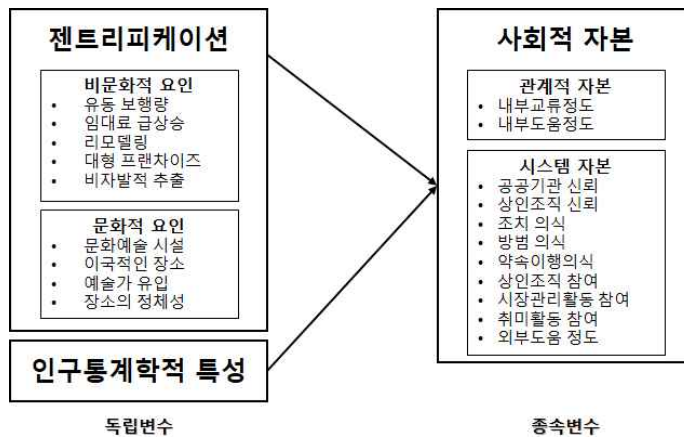 젠트리피케이션
비문화적 요인
• 유동 보행량
• 임대료 급상승
• 리모델링
• 대형 프랜차이즈
• 비자발적 추출
문화적 요인
• 문화예술 시설
• 이국적인 장소
• 예술가 유입
• 장소의 정체성
인구통계학적 특성
독립변수
사회적 자본
관계적 자본
• 내부교류정도
• 내부도움정도
시스템 자본
• 공공기관 신뢰
• 상인조직 신뢰
• 조치 의식
• 방범 의식
• 약속이행의식
• 상인조직 참여
• 시장관리활동 참여
• 취미활동 참여
• 외부도움 정도
종속변수